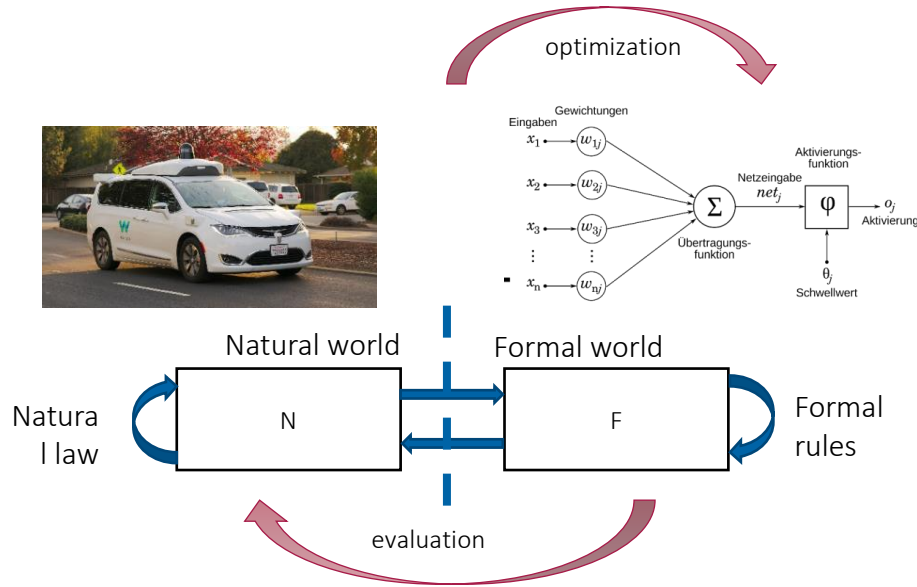 optimization
Gewichtungen
Eingaben
x1
w1j
x2
w2j
x3
w3j
⋮
⋮
xn
wnj
Σ
Übertragungs-
funktion
Netzeingabe
netj
Aktivierungs-
funktion
φ
oj
Aktivierung
θj
Schwellwert
-
Natural world
Formal world
Natura
l law
N
F
Formal
rules
evaluation